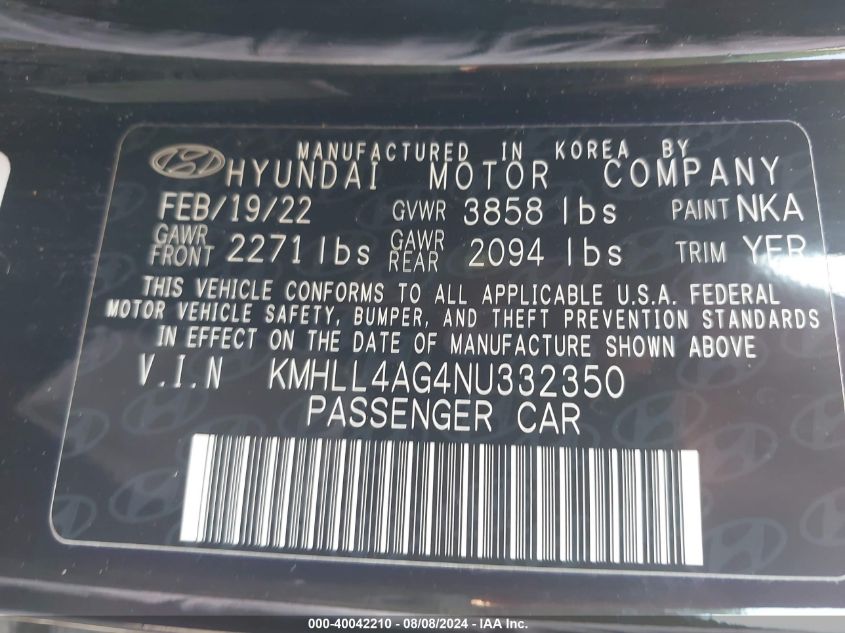 MANUFACTURED IN KOREA BY
HYUNDAI MOTOR COMPANY
FEB/19/22 GVWR 3858 lbs PAINT NKA
GAWR FRONT 2271 lbs GAWR REAR 2094 lbs TRIM YER
THIS VEHICLE CONFORMS TO ALL APPLICABLE U.S.A. FEDERAL
MOTOR VEHICLE SAFETY, BUMPER, AND THEFT PREVENTION STANDARDS
IN EFFECT ON THE DATE OF MANUFACTURE SHOWN ABOVE
V.I.N KMHLL4AG4NU332350
PASSENGER CAR
000-40042210 - 08/08/2024 - IAA Inc.